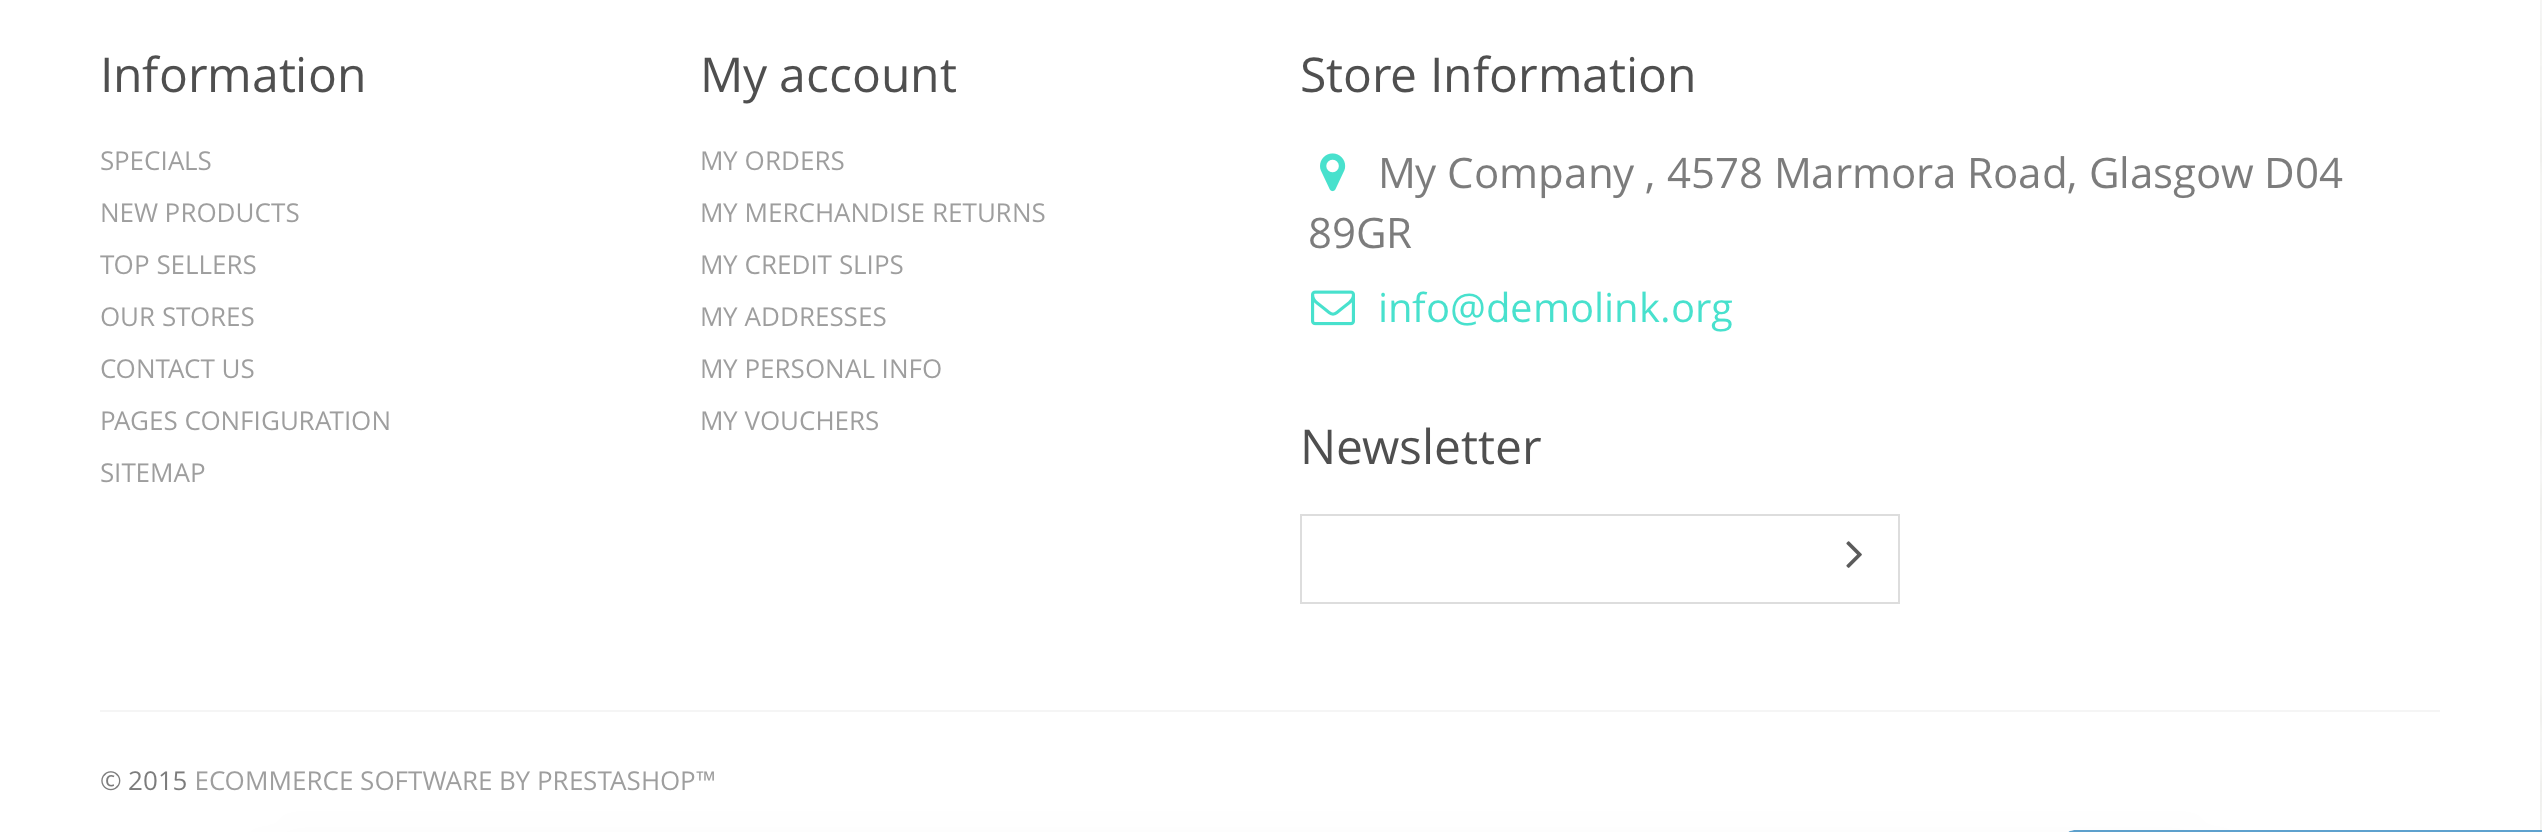 Information
SPECIALS
NEW PRODUCTS
TOP SELLERS
OUR STORES
CONTACT US
PAGES CONFIGURATION
SITEMAP
My account
MY ORDERS
MY MERCHANDISE RETURNS
MY CREDIT SLIPS
MY ADDRESSES
MY PERSONAL INFO
MY VOUCHERS
Store Information
My Company , 4578 Marmora Road, Glasgow D04
89GR
info@demolink.org
Newsletter
© 2015 ECOMMERCE SOFTWARE BY PRESTASHOP™